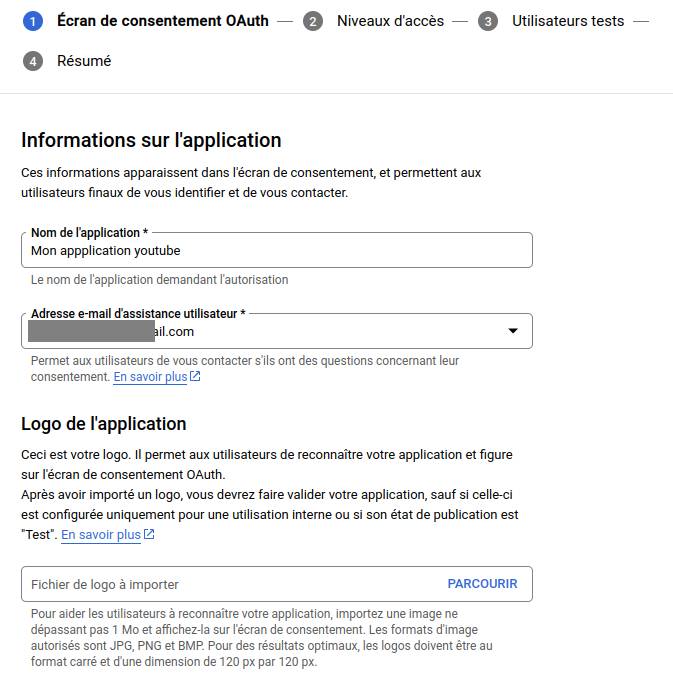 1 Écran de consentement OAuth — 2 Niveaux d'accès — 3 Utilisateurs tests —
4 Résumé
Informations sur l'application
Ces informations apparaissent dans l'écran de consentement, et permettent aux
utilisateurs finaux de vous identifier et de vous contacter.
Nom de l'application *
Mon appplication youtube
Le nom de l'application demandant l'autorisation
Adresse e-mail d'assistance utilisateur *
ail.com
Permet aux utilisateurs de vous contacter s'ils ont des questions concernant leur
consentement. En savoir plus
Logo de l'application
Ceci est votre logo. Il permet aux utilisateurs de reconnaître votre application et figure
sur l'écran de consentement OAuth.
Après avoir importé un logo, vous devrez faire valider votre application, sauf si celle-ci
est configurée uniquement pour une utilisation interne ou si son état de publication est
"Test". En savoir plus
Fichier de logo à importer PARCOURIR
Pour aider les utilisateurs à reconnaître votre application, importez une image ne
dépassant pas 1 Mo et affichez-la sur l'écran de consentement. Les formats d'image
autorisés sont JPG, PNG et BMP. Pour des résultats optimaux, les logos doivent être au
format carré et d'une dimension de 120 px par 120 px.